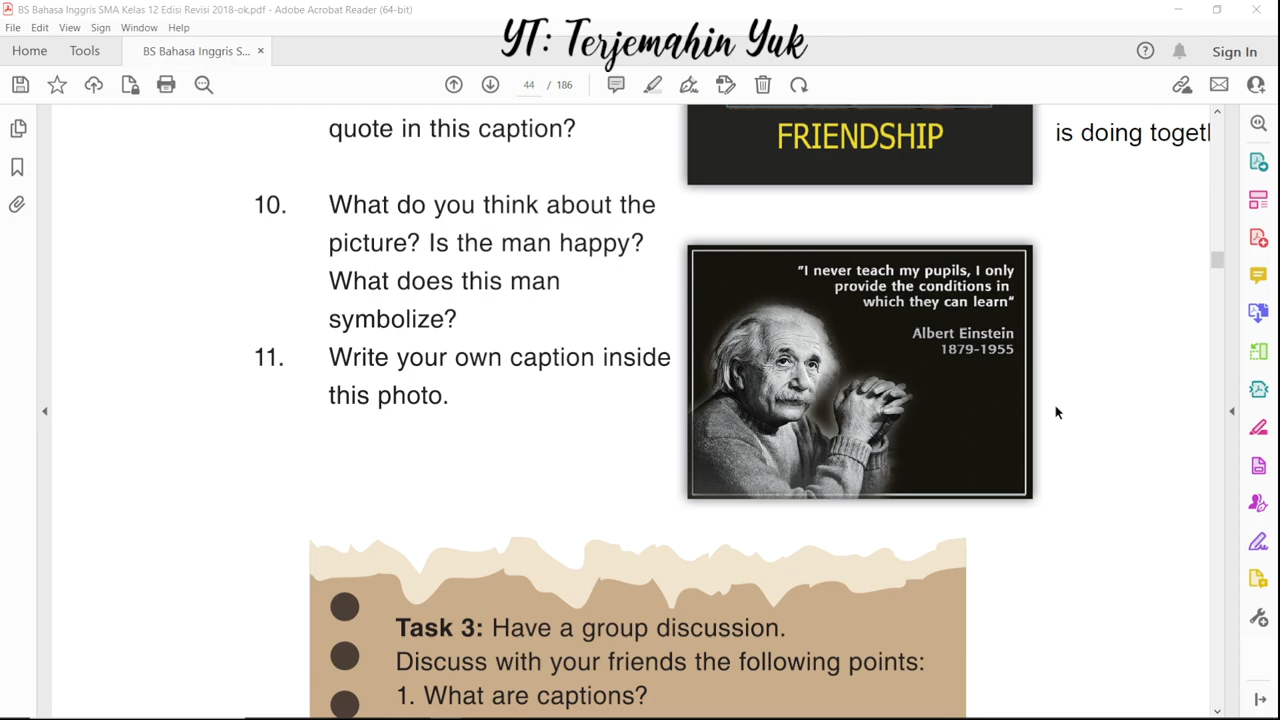 BS Bahasa Inggris SMA Kelas 12 Edisi Revisi 2018-ok.pdf - Adobe Acrobat Reader (64-bit)
YT: Terjemahin Yuk
File Edit View Sign Window Help
Home Tools BS Bahasa Inggris S... × Sign In
44 / 186
quote in this caption?
FRIENDSHIP
is doing togeth
10. What do you think about the
picture? Is the man happy?
What does this man
symbolize?
11. Write your own caption inside
this photo.
"I never teach my pupils, I only
provide the conditions in
which they can learn"
Albert Einstein
1879-1955
Task 3: Have a group discussion.
Discuss with your friends the following points:
1. What are captions?